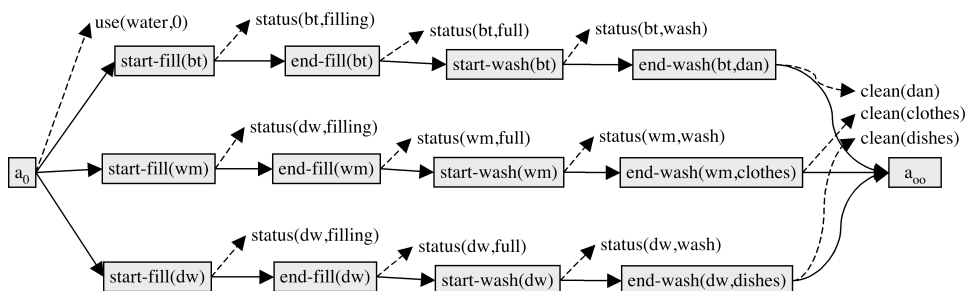 use(water,0)
status(bt,filling)
status(bt,full)
status(bt,wash)
start-fill(bt)
end-fill(bt)
start-wash(bt)
end-wash(bt,dan)
clean(dan)
clean(clothes)
clean(dishes)
status(dw,filling)
status(wm,full)
status(wm,wash)
a0
start-fill(wm)
end-fill(wm)
start-wash(wm)
end-wash(wm,clothes)
aoo
status(dw,filling)
status(dw,full)
status(dw,wash)
start-fill(dw)
end-fill(dw)
start-wash(dw)
end-wash(dw,dishes)